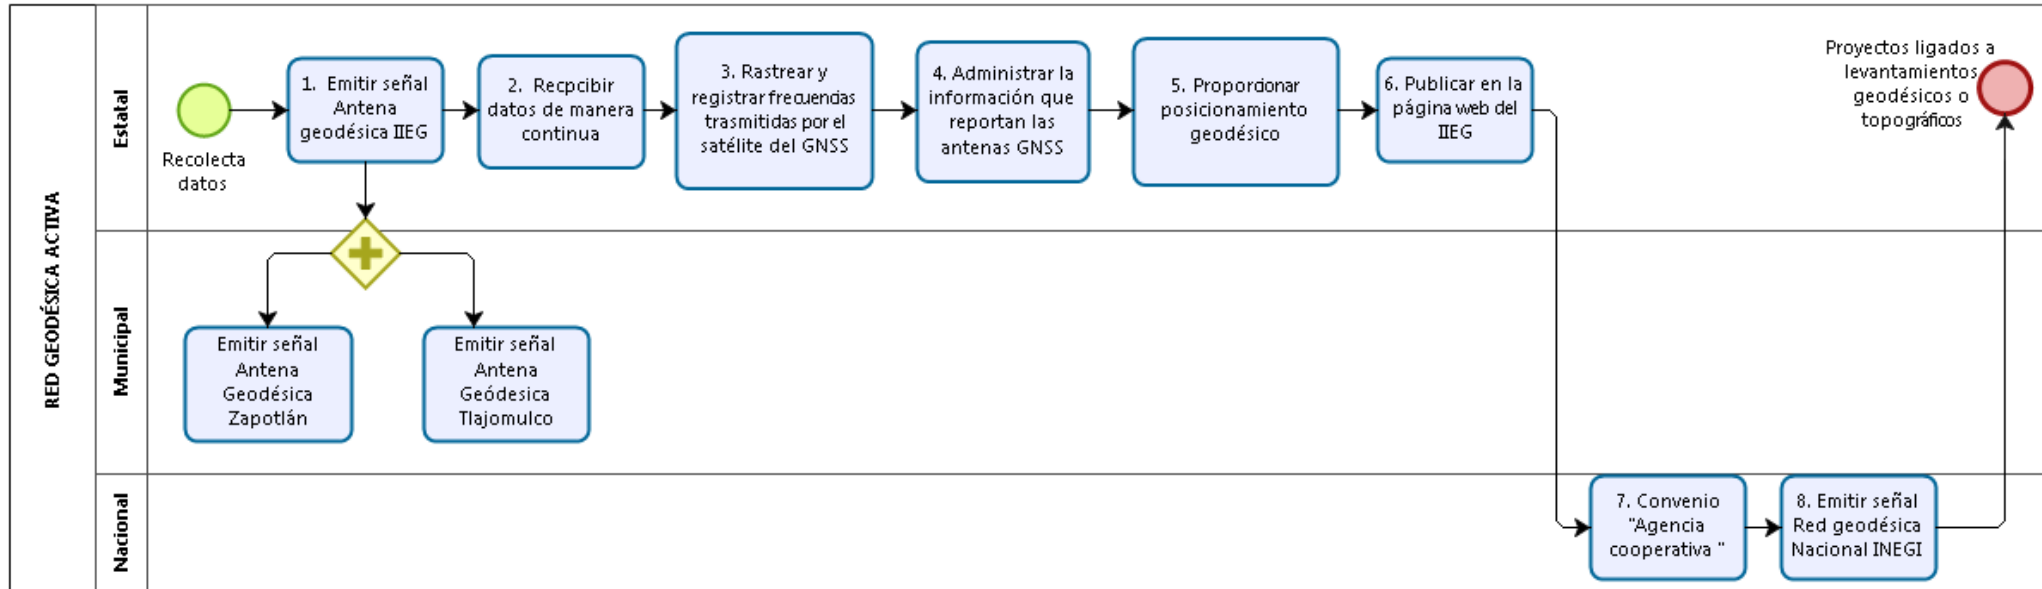 RED GEODÉSICA ACTIVA
Estatal
Recolecta
datos
1. Emitir señal
Antena
geodésica IIEG
2. Recpcibir
datos de manera
continua
3. Rastrear y
registrar frecuencias
trasmitidas por el
satélite del GNSS
4. Administrar la
información que
reportan las
antenas GNSS
5. Proporcionar
posicionamiento
geodésico
6. Publicar en la
página web del
IIEG
Proyectos ligados a
levantamientos
geodésicos o
topográficos
Municipal
Emitir señal
Antena
Geodésica
Zapotlán
Emitir señal
Antena
Geódesica
Tlajomulco
Nacional
7. Convenio
"Agencia
cooperativa "
8. Emitir señal
Red geodésica
Nacional INEGI